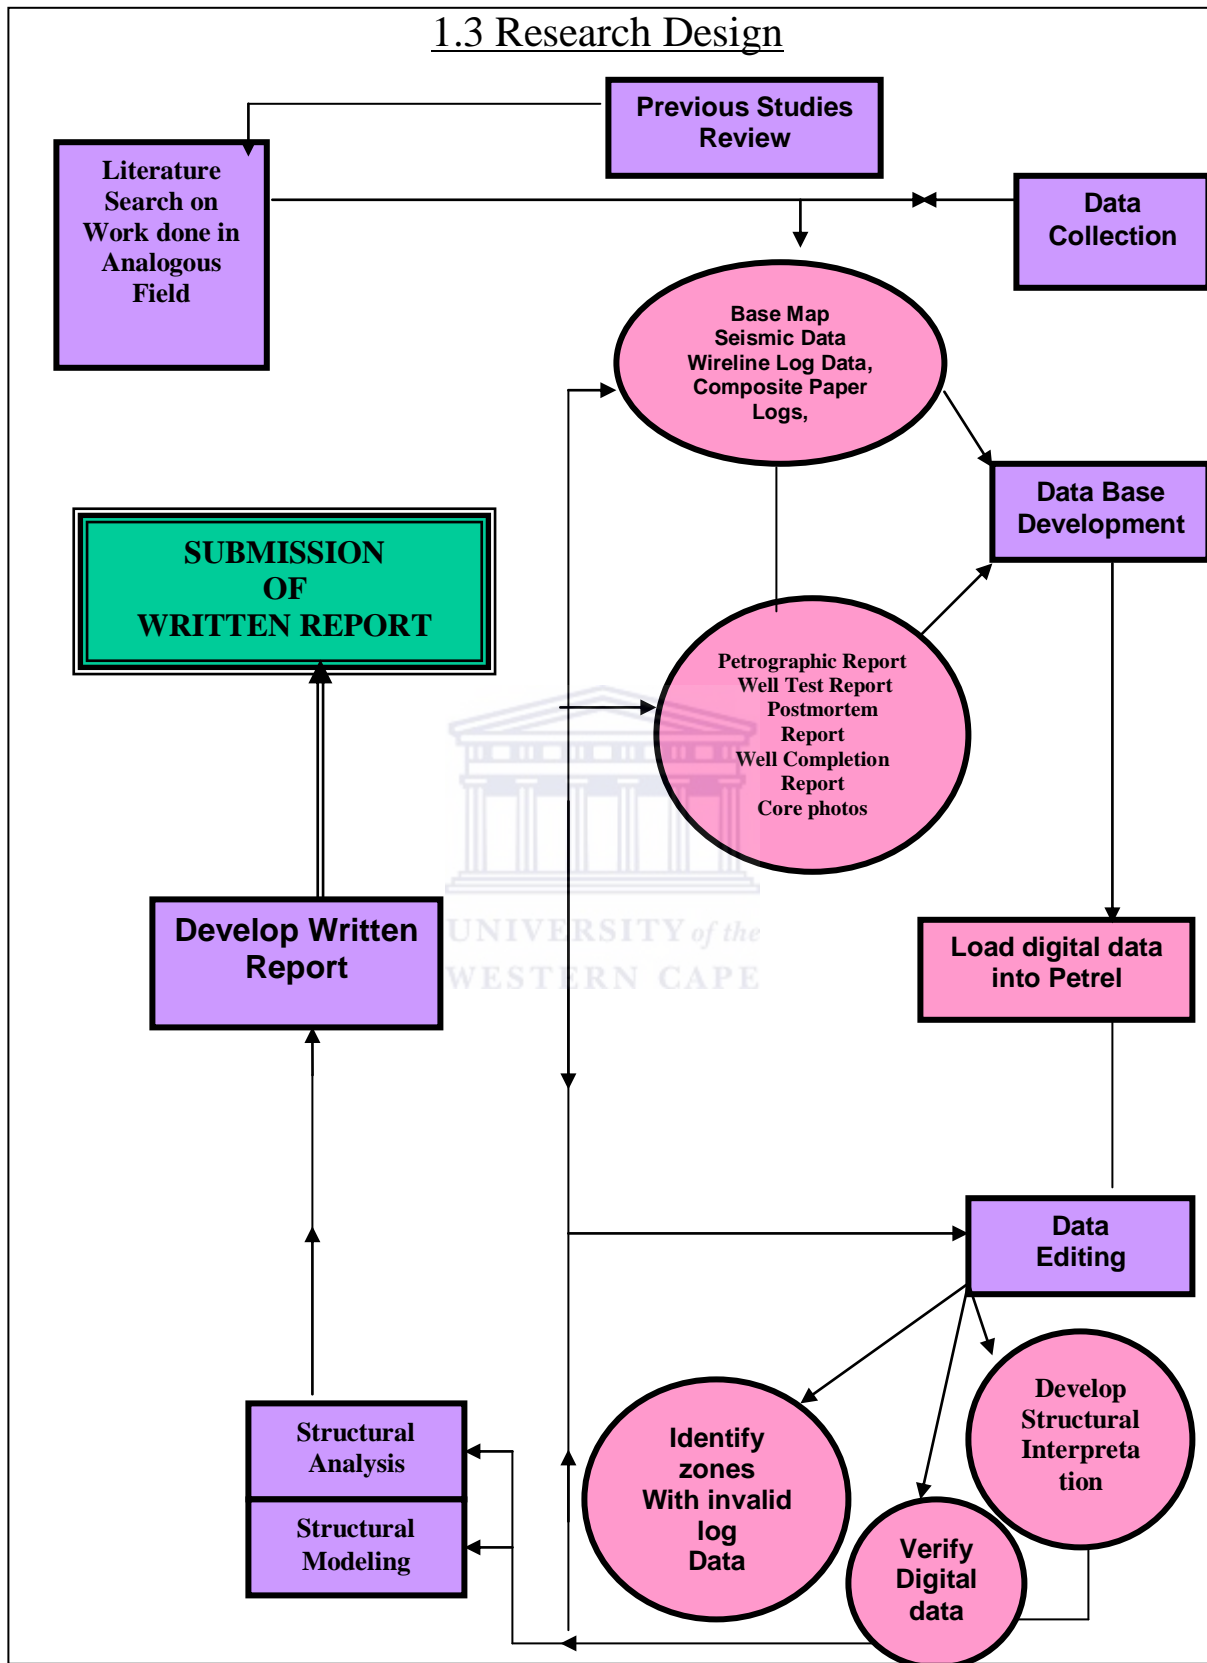 1.3 Research Design
Previous Studies
Review
Literature
Search on
Work done in
Analogous
Field
Data
Collection
Base Map
Seismic Data
Wireline Log Data,
Composite Paper
Logs,
Data Base
Development
SUBMISSION
OF
WRITTEN REPORT
Petrographic Report
Well Test Report
Postmortem
Report
Well Completion
Report
Core photos
Develop Written
Report
UNIVERSITY of the
WESTERN CAPE
Load digital data
into Petrel
Data
Editing
Develop
Structural
Interpreta
tion
Identify
zones
With invalid
log
Data
Verify
Digital
data
Structural
Analysis
Structural
Modeling